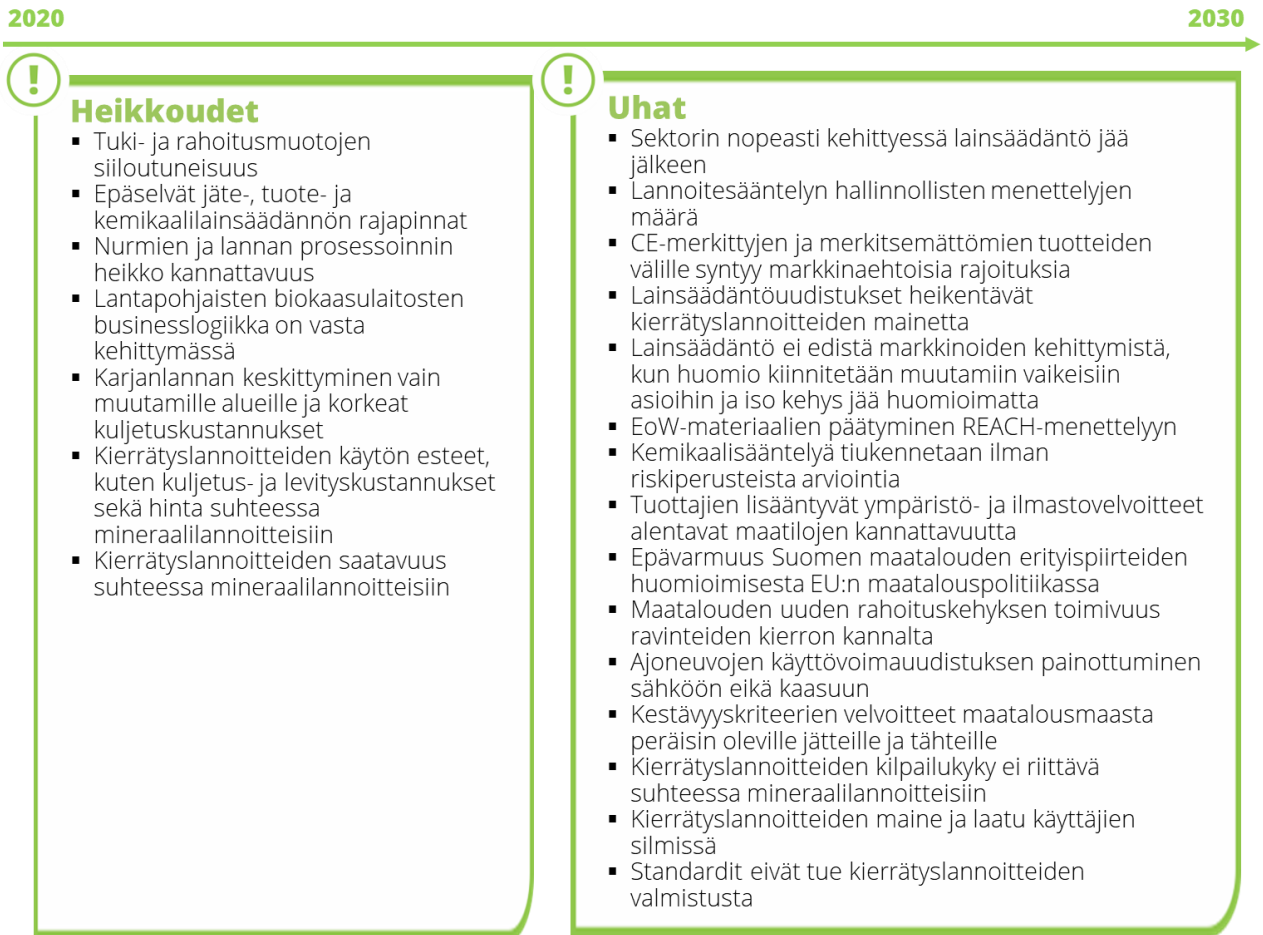 2020
2030
!
Heikkoudet
▪ Tuki- ja rahoitusmuotojen
siiloutuneisuus
▪ Epäselvät jäte-, tuote- ja
kemikaalilainsäädännön rajapinnat
▪ Nurmien ja lannan prosessoinnin
heikko kannattavuus
▪ Lantapohjaisten biokaasulaitosten
businesslogiikka on vasta
kehittymässä
▪ Karjanlannan keskittyminen vain
muutamille alueille ja korkeat
kuljetuskustannukset
▪ Kierrätyslannoitteiden käytön esteet,
kuten kuljetus- ja levityskustannukset
sekä hinta suhteessa
mineraalilannoitteisiin
▪ Kierrätyslannoitteiden saatavuus
suhteessa mineraalilannoitteisiin
!
Uhat
▪ Sektorin nopeasti kehittyessä lainsäädäntö jää
jälkeen
▪ Lannoitesääntelyn hallinnollisten menettelyjen
määrä
▪ CE-merkittyjen ja merkitsemättömien tuotteiden
välille syntyy markkinaehtoisia rajoituksia
▪ Lainsäädäntöuudistukset heikentävät
kierrätyslannoitteiden mainetta
▪ Lainsäädäntö ei edistä markkinoiden kehittymistä,
kun huomio kiinnitetään muutamiin vaikeisiin
asioihin ja iso kehys jää huomioimatta
▪ EoW-materiaalien päätyminen REACH-menettelyyn
▪ Kemikaalisääntelyä tiukennetaan ilman
riskiperusteista arviointia
▪ Tuottajien lisääntyvät ympäristö- ja ilmastovelvoitteet
alentavat maatilojen kannattavuutta
▪ Epävarmuus Suomen maatalouden erityispiirteiden
huomioimisesta EU:n maatalouspolitiikassa
▪ Maatalouden uuden rahoituskehyksen toimivuus
ravinteiden kierron kannalta
▪ Ajoneuvojen käyttövoimauudistuksen painottuminen
sähköön eikä kaasuun
▪ Kestävyyskriteerien velvoitteet maatalousmaasta
peräisin oleville jätteille ja tähteille
▪ Kierrätyslannoitteiden kilpailukyky ei riittävä
suhteessa mineraalilannoitteisiin
▪ Kierrätyslannoitteiden maine ja laatu käyttäjien
silmissä
▪ Standardit eivät tue kierrätyslannoitteiden
valmistusta